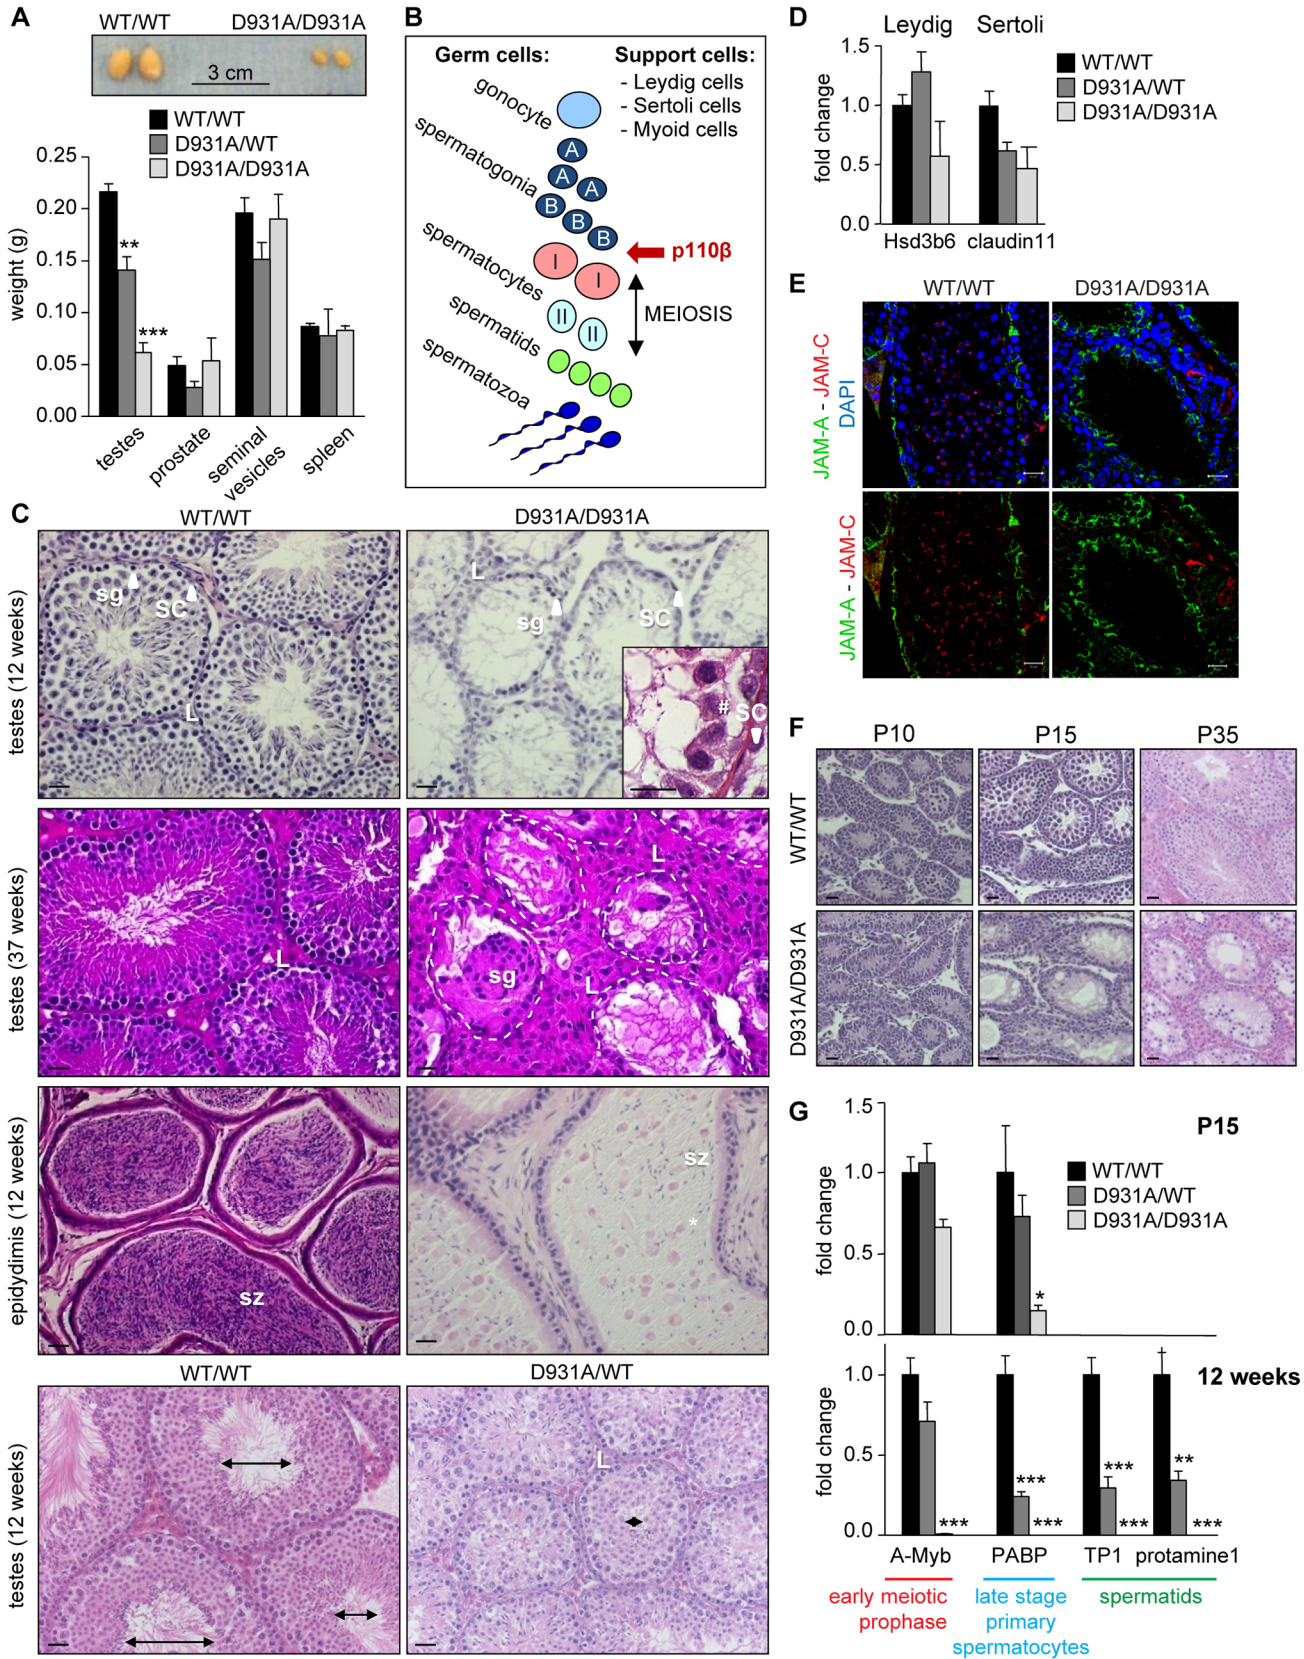 A
WT/WT D931A/D931A
3 cm
WT/WT
D931A/WT
D931A/D931A
weight (g)
0.25
0.20
0.15
0.10
0.05
0.00
**
***
testes
prostate
seminal
vesicles
spleen
B
Germ cells:
Support cells:
- Leydig cells
- Sertoli cells
- Myoid cells
gonocyte
spermatogonia
spermatocytes
spermatids
spermatozoa
A
A
A
B
B
B
I
I
II
II
p110β
MEIOSIS
C
WT/WT
D931A/D931A
testes (12 weeks)
sg
SC
L
L
sg
SC
#
SC
testes (37 weeks)
L
L
sg
L
epidydimis (12 weeks)
sz
sz
*
WT/WT
D931A/WT
testes (12 weeks)
L
D
Leydig Sertoli
fold change
1.5
1.0
0.5
0.0
Hsd3b6 claudin11
WT/WT
D931A/WT
D931A/D931A
E
WT/WT
D931A/D931A
JAM-A - JAM-C
DAPI
JAM-A - JAM-C
F
P10
P15
P35
WT/WT
D931A/D931A
G
P15
fold change
1.5
1.0
0.5
0.0
*
WT/WT
D931A/WT
D931A/D931A
12 weeks
fold change
1.0
0.5
0.0
***
***
***
***
***
**
***
A-Myb
PABP
TP1
protamine1
early meiotic
prophase
late stage
primary
spermatocytes
spermatids